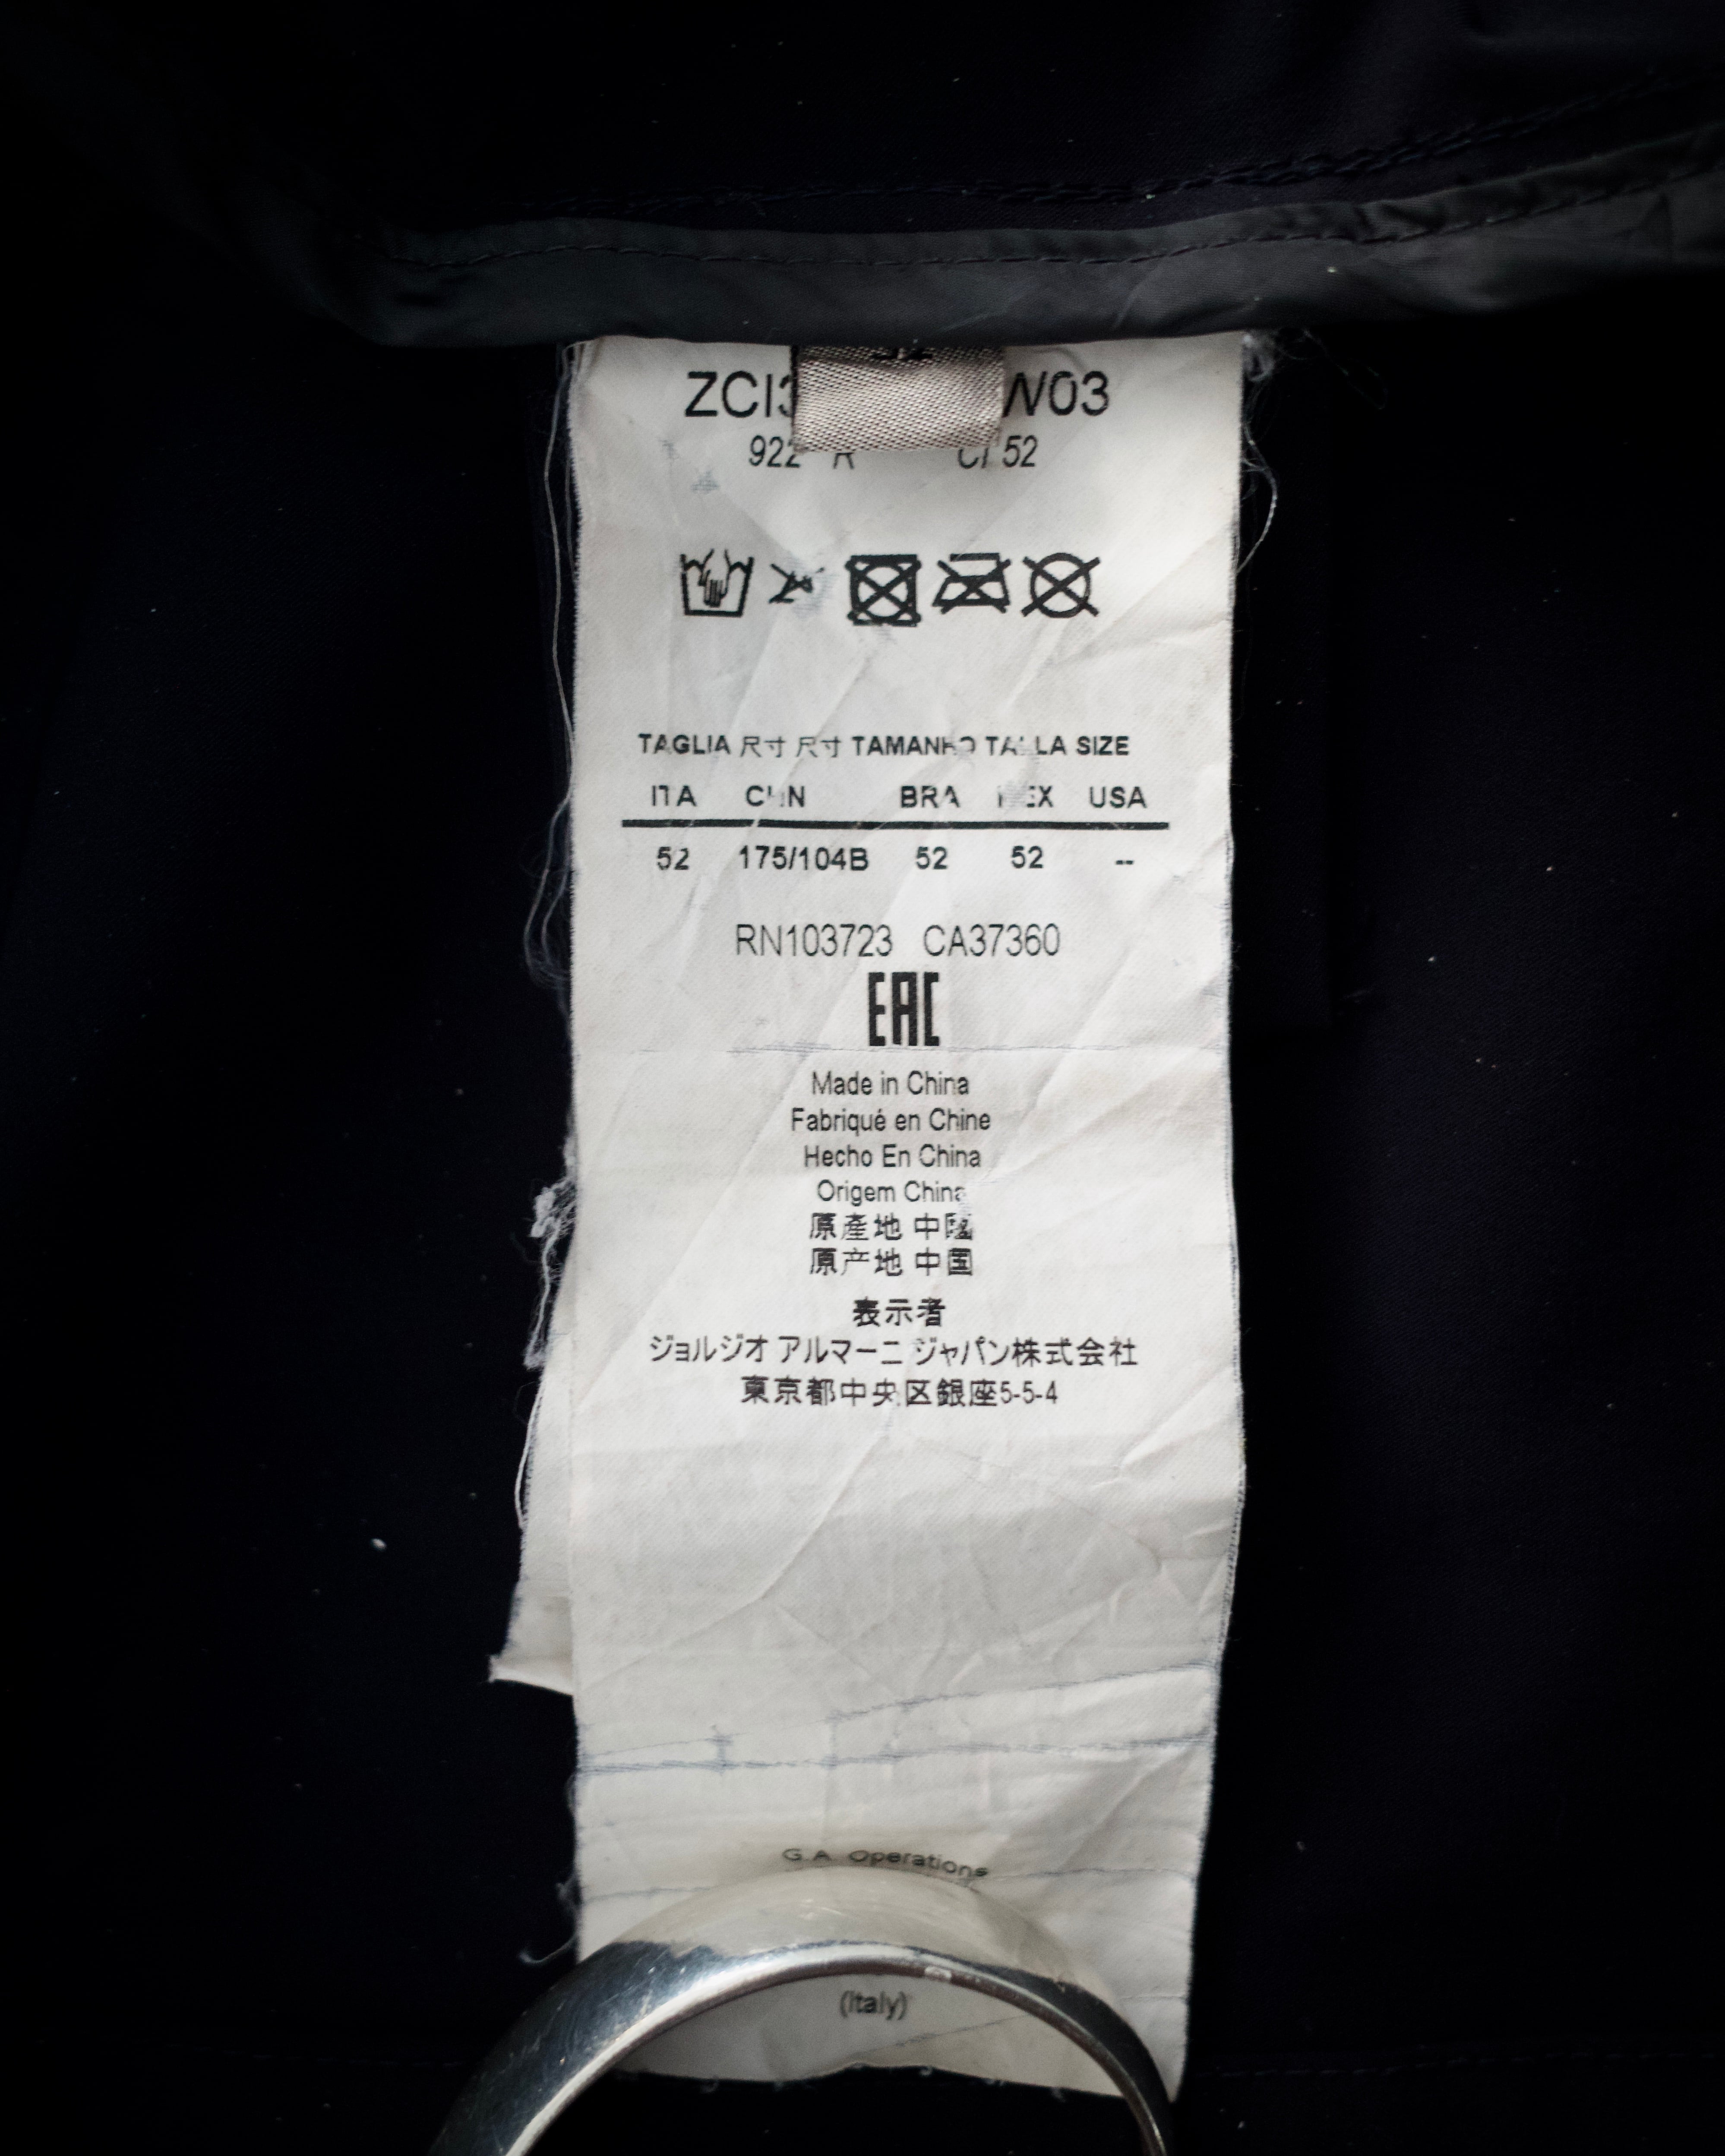 ZCI3 W03
922 R CI 52
TAGLIA 尺寸 尺寸 TAMANHO TALLA SIZE
ITA CHN BRA MEX USA
52 175/104B 52 52 --
RN103723 CA37360
EAC
Made in China
Fabriqué en Chine
Hecho En China
Origem China
原產地 中國
原产地 中国
表示者
ジョルジオ アルマーニ ジャパン株式会社
東京都中央区銀座5-5-4
G.A. Operations
(Italy)